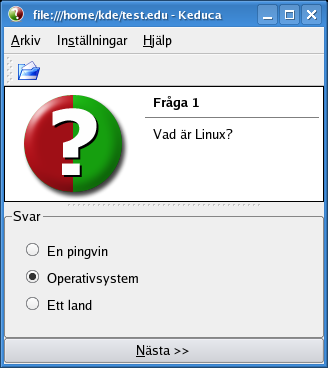 file:///home/kde/test.edu - Keduca
Arkiv Inställningar Hjälp
Fråga 1
Vad är Linux?
Svar
En pingvin
Operativsystem
Ett land
Nästa >>